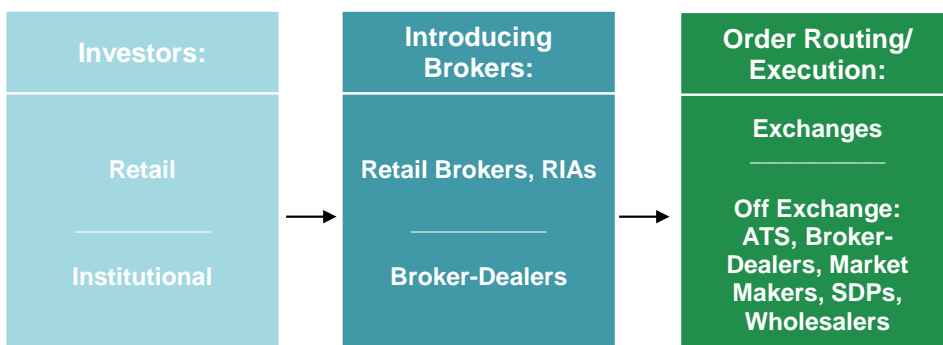 Investors:
Retail
Institutional
Introducing
Brokers:
Retail Brokers, RIAs
Broker-Dealers
Order Routing/
Execution:
Exchanges
Off Exchange:
ATS, Broker-
Dealers, Market
Makers, SDPs,
Wholesalers